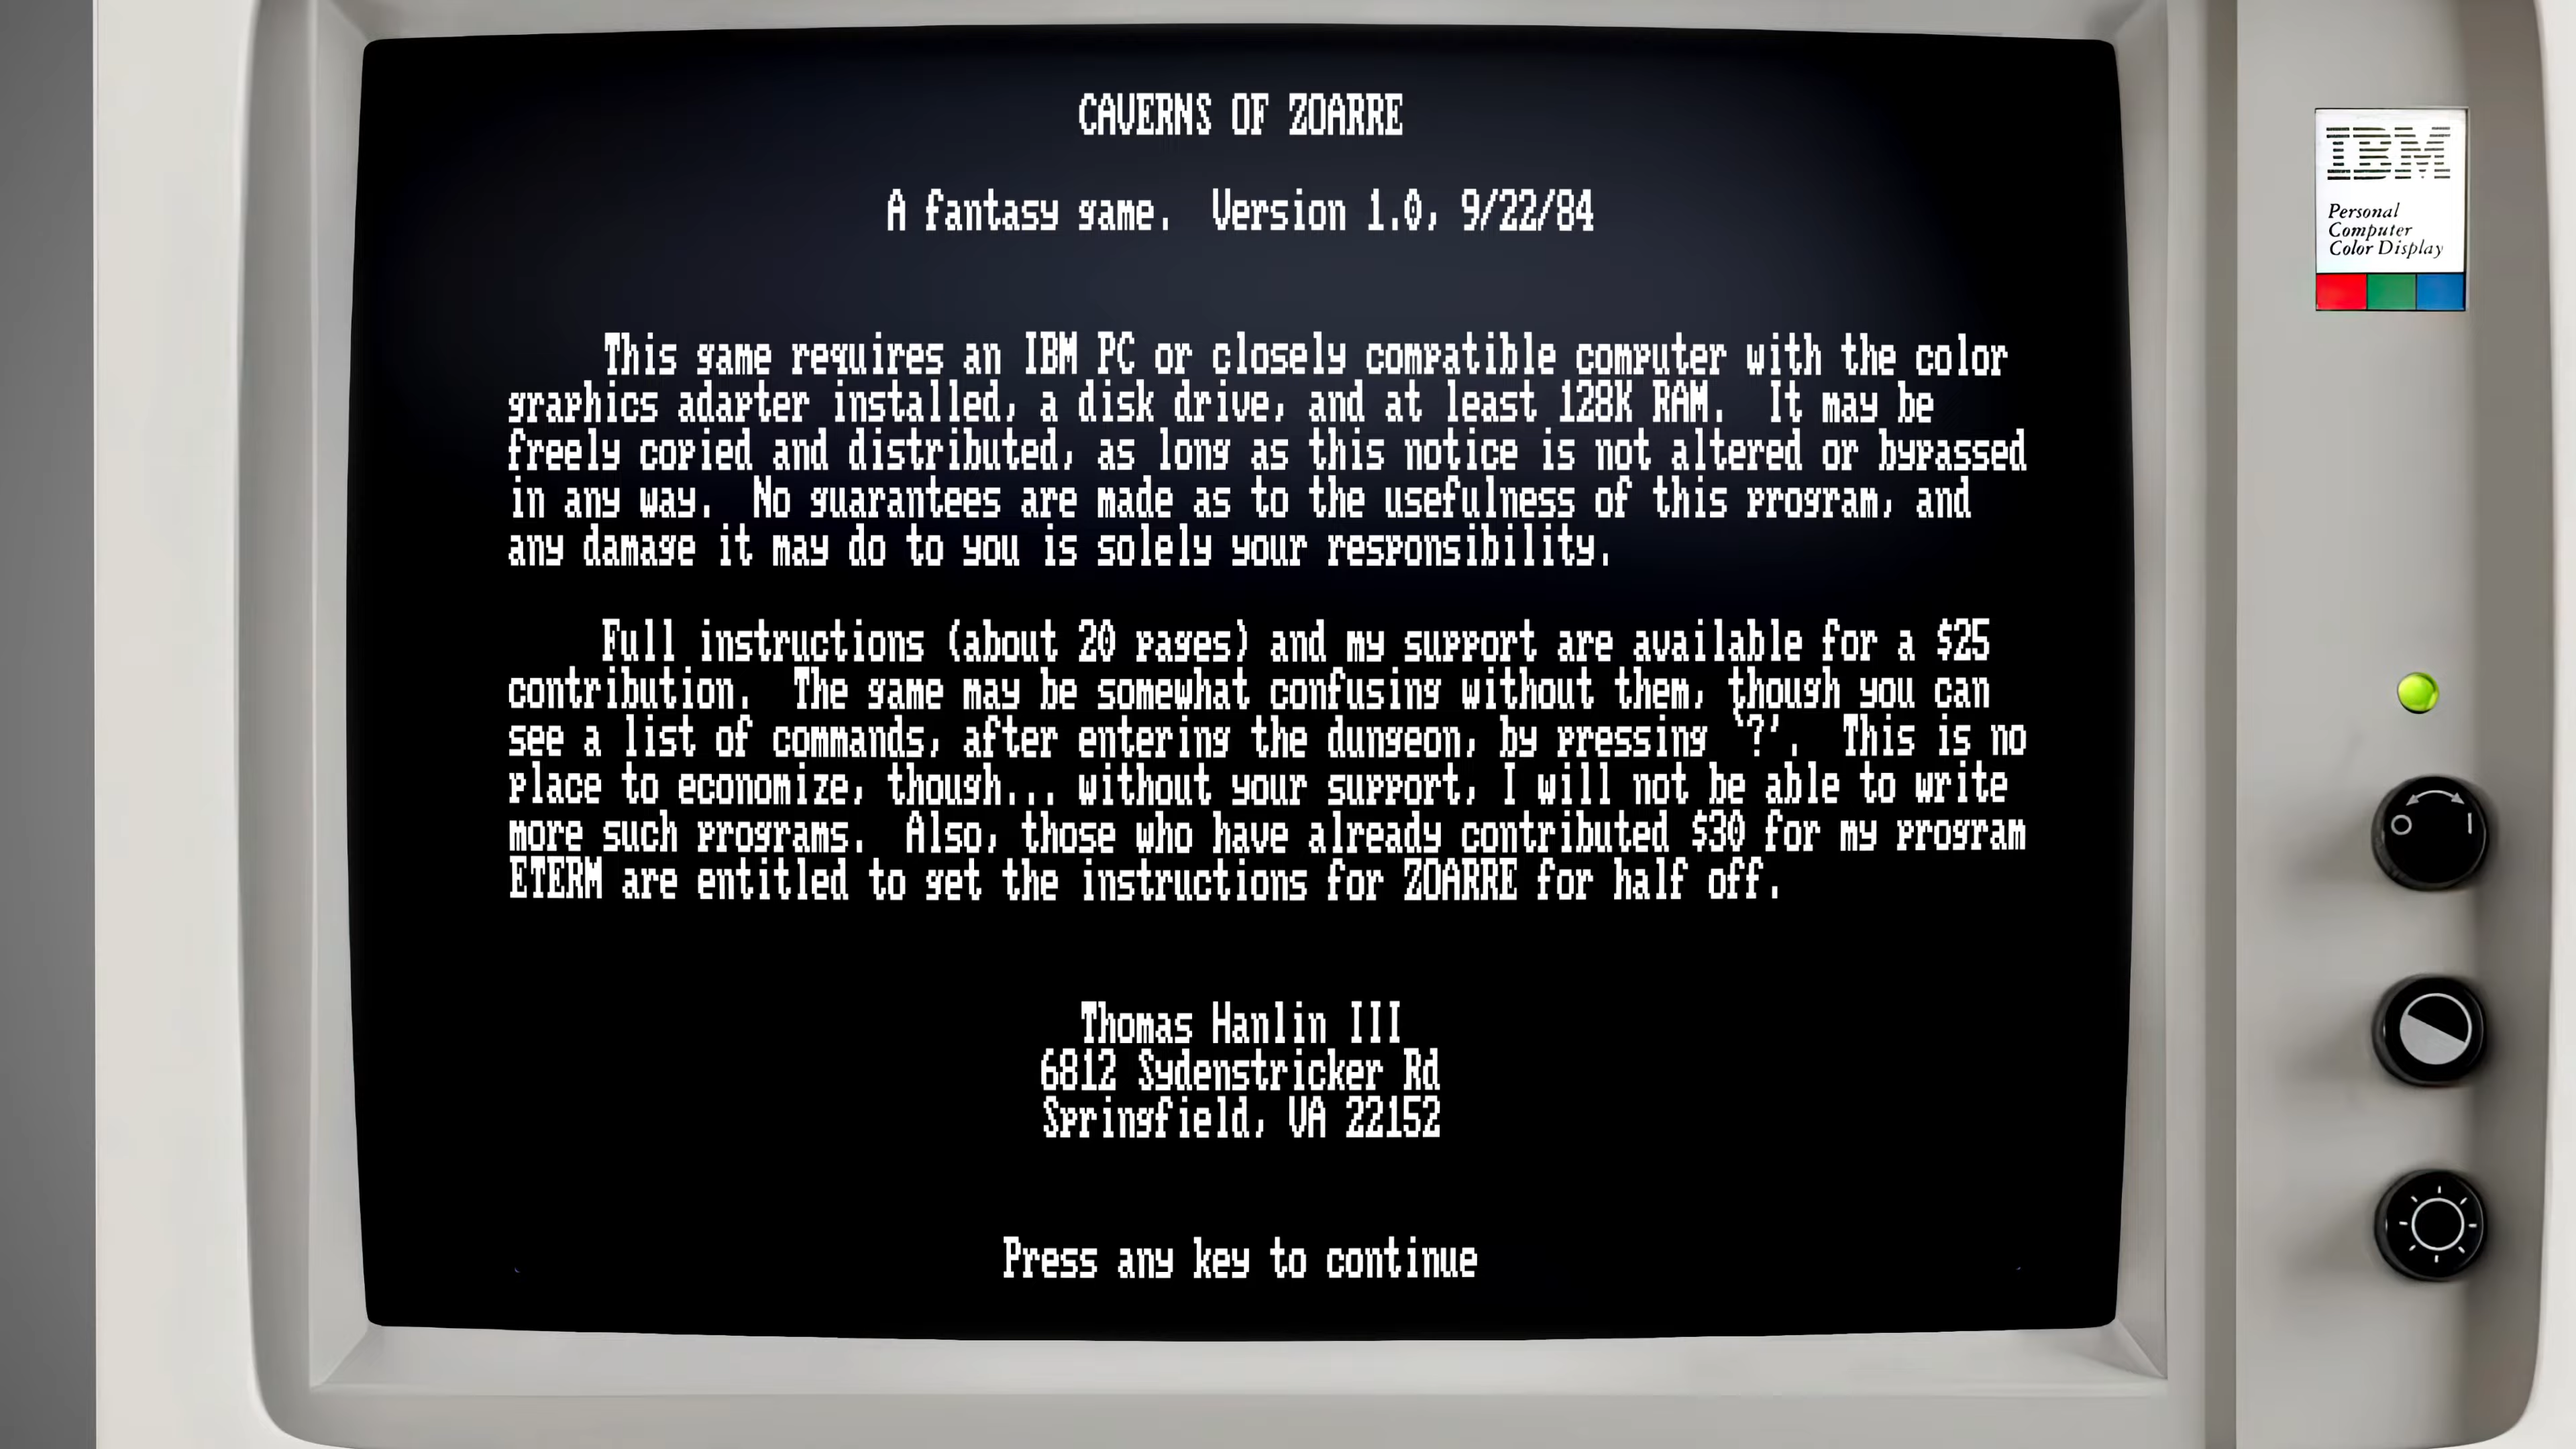 CAVERNS OF ZOARRE
A fantasy game.  Version 1.0, 9/22/84
This game requires an IBM PC or closely compatible computer with the color
graphics adapter installed, a disk drive, and at least 128K RAM.  It may be
freely copied and distributed, as long as this notice is not altered or bypassed
in any way.  No guarantees are made as to the usefulness of this program, and
any damage it may do to you is solely your responsibility.
Full instructions (about 20 pages) and my support are available for a $25
contribution.  The game may be somewhat confusing without them, though you can
see a list of commands, after entering the dungeon, by pressing '?'.  This is no
place to economize, though... without your support, I will not be able to write
more such programs.  Also, those who have already contributed $30 for my program
ETERM are entitled to get the instructions for ZOARRE for half off.
Thomas Hanlin III
6812 Sydenstricker Rd
Springfield, VA 22152
Press any key to continue
IBM
Personal
Computer
Color Display
O I